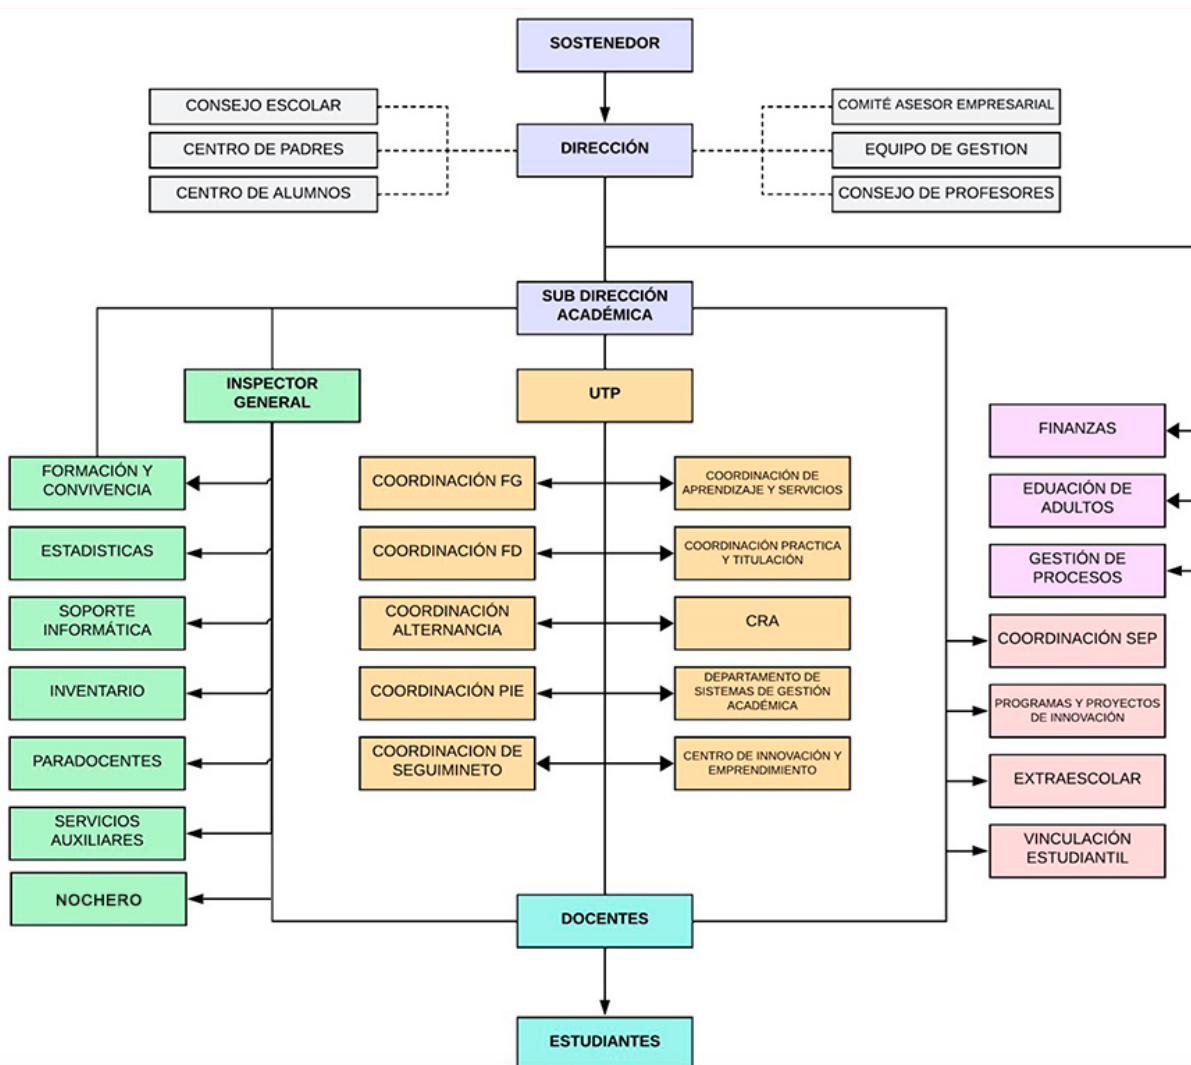 SOSTENEDOR
CONSEJO ESCOLAR
COMITÉ ASESOR EMPRESARIAL
DIRECCIÓN
CENTRO DE PADRES
EQUIPO DE GESTION
CENTRO DE ALUMNOS
CONSEJO DE PROFESORES
SUB DIRECCIÓN
ACADÉMICA
INSPECTOR
GENERAL
UTP
FORMACIÓN Y
CONVIVENCIA
ESTADISTICAS
SOPORTE
INFORMÁTICA
INVENTARIO
PARADOCENTES
SERVICIOS
AUXILIARES
NOCHERO
COORDINACIÓN FG
COORDINACIÓN FD
COORDINACIÓN
ALTERNANCIA
COORDINACIÓN PIE
COORDINACION DE
SEGUIMINETO
COORDINACIÓN DE
APRENDIZAJE Y SERVICIOS
COORDINACIÓN PRACTICA
Y TITULACIÓN
CRA
DEPARTAMENTO DE
SISTEMAS DE GESTIÓN
ACADÉMICA
CENTRO DE INNOVACIÓN Y
EMPRENDIMIENTO
FINANZAS
EDUACIÓN DE
ADULTOS
GESTIÓN DE
PROCESOS
COORDINACIÓN SEP
PROGRAMAS Y PROYECTOS
DE INNOVACIÓN
EXTRAESCOLAR
VINCULACIÓN
ESTUDIANTIL
DOCENTES
ESTUDIANTES